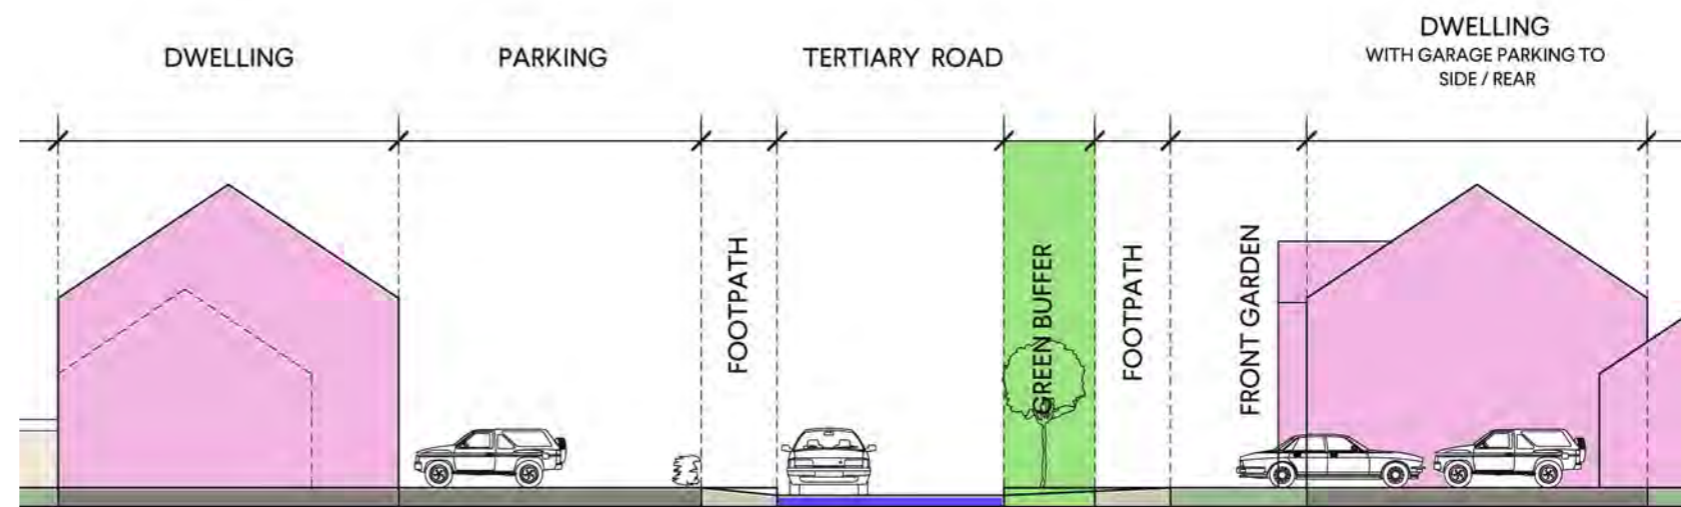 DWELLING
PARKING
TERTIARY ROAD
DWELLING
WITH GARAGE PARKING TO
SIDE / REAR
FOOTPATH
GREEN BUFFER
FOOTPATH
FRONT GARDEN